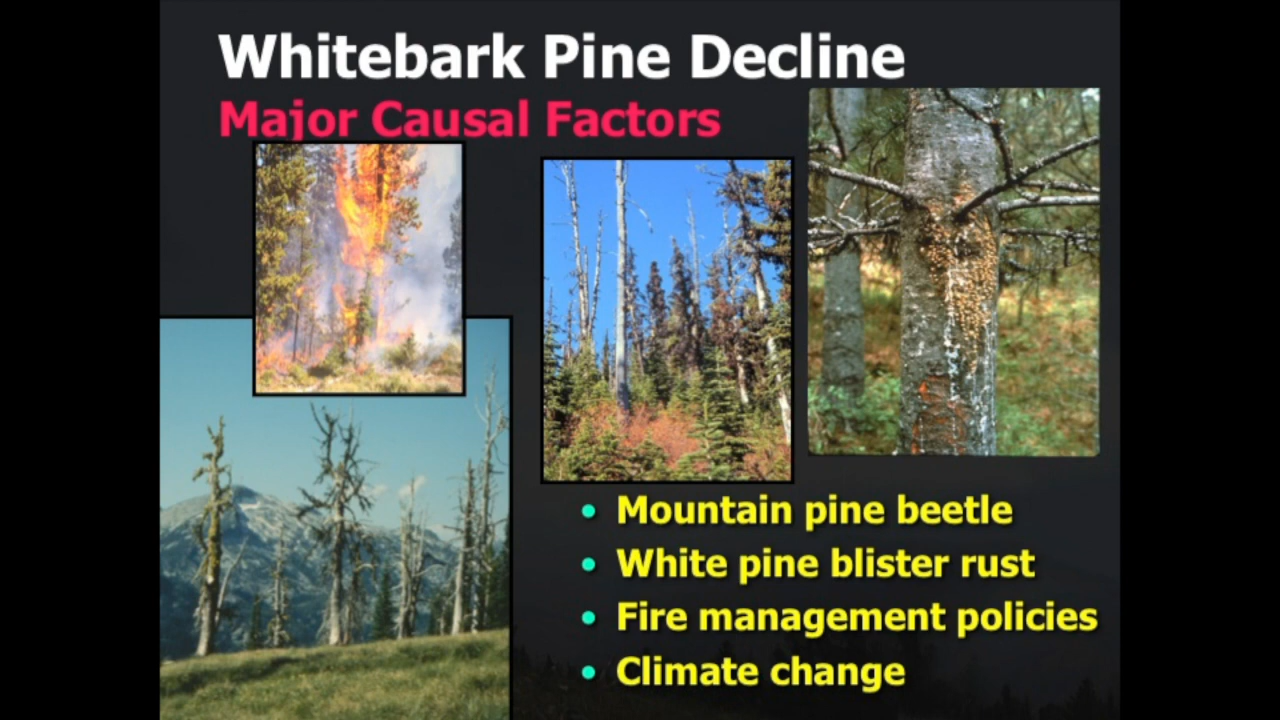 Whitebark Pine Decline
Major Causal Factors
• Mountain pine beetle
• White pine blister rust
• Fire management policies
• Climate change